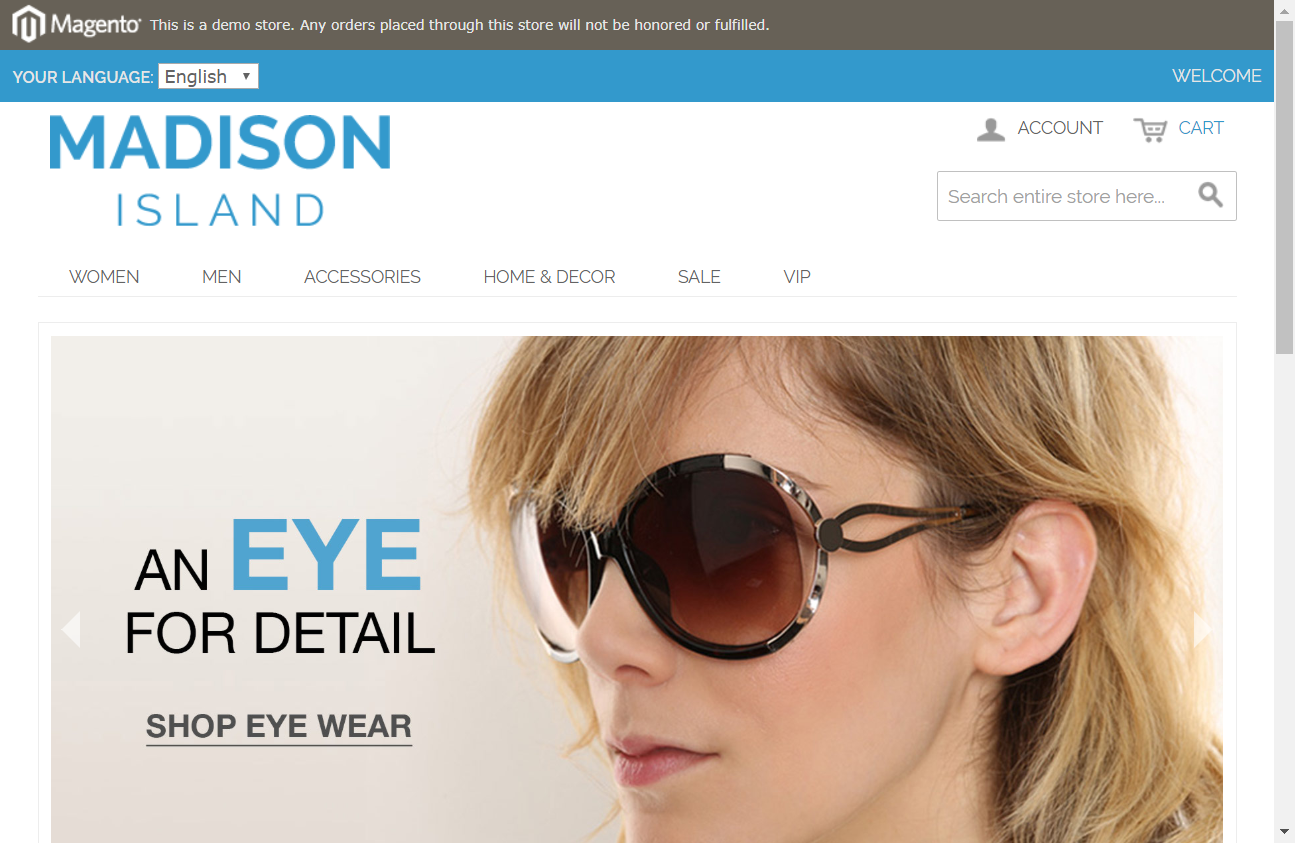 Magento This is a demo store. Any orders placed through this store will not be honored or fulfilled.
YOUR LANGUAGE: English WELCOME
MADISON
ISLAND
ACCOUNT CART
Search entire store here...
WOMEN MEN ACCESSORIES HOME & DECOR SALE VIP
AN EYE
FOR DETAIL
SHOP EYE WEAR